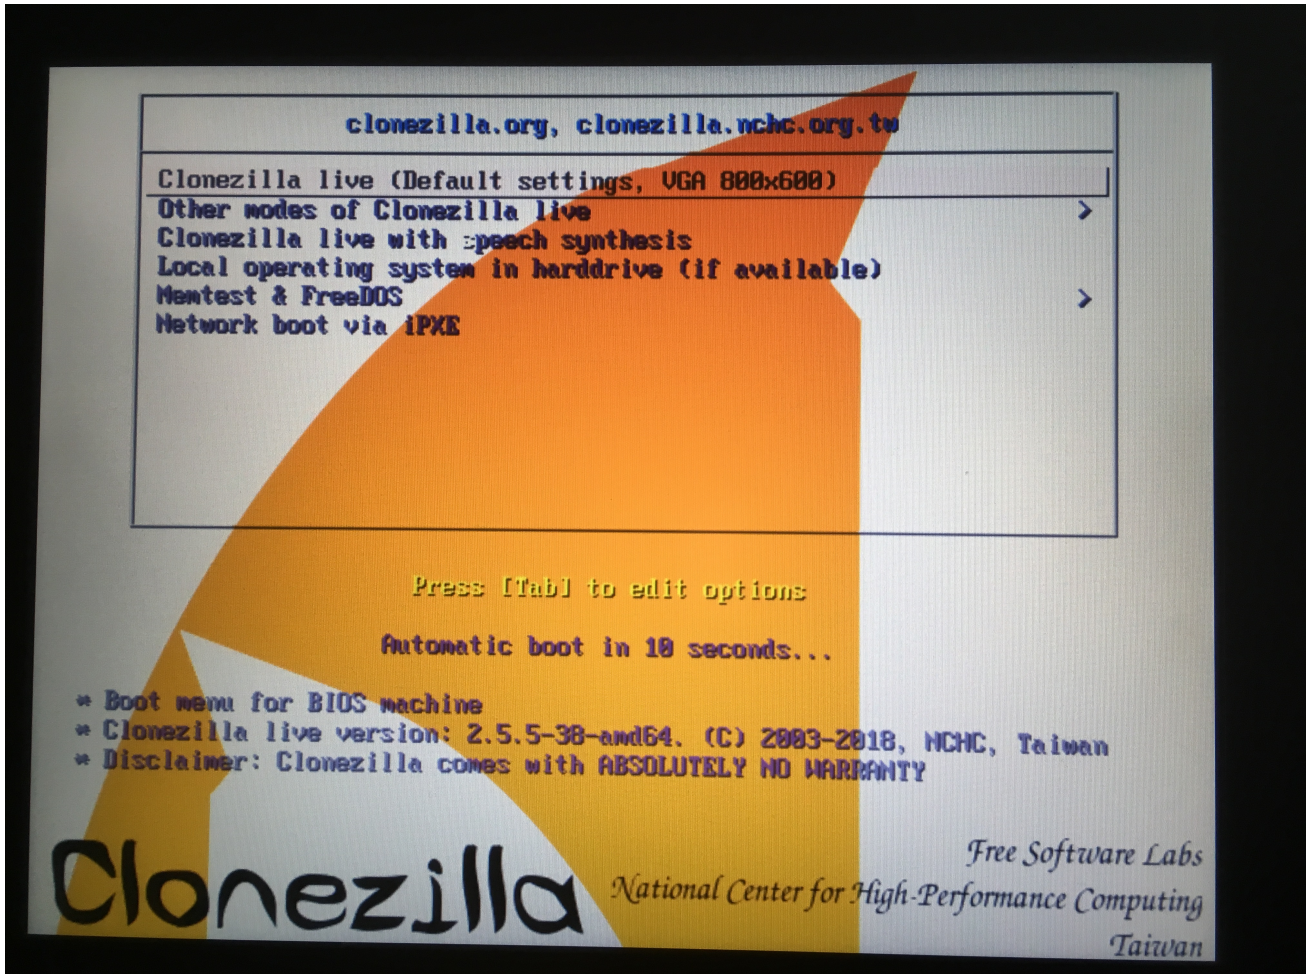 clonezilla.org, clonezilla.nchc.org.tw
Clonezilla live (Default settings, VGA 800x600)
Other modes of Clonezilla live >
Clonezilla live with speech synthesis
Local operating system in harddrive (if available)
Memtest & FreeDOS >
Network boot via iPXE
Press [Tab] to edit options
Automatic boot in 10 seconds...
* Boot menu for BIOS machine
* Clonezilla live version: 2.5.5-38-amd64. (C) 2003-2018, NCHC, Taiwan
* Disclaimer: Clonezilla comes with ABSOLUTELY NO WARRANTY
Clonezilla
Free Software Labs
National Center for High-Performance Computing
Taiwan